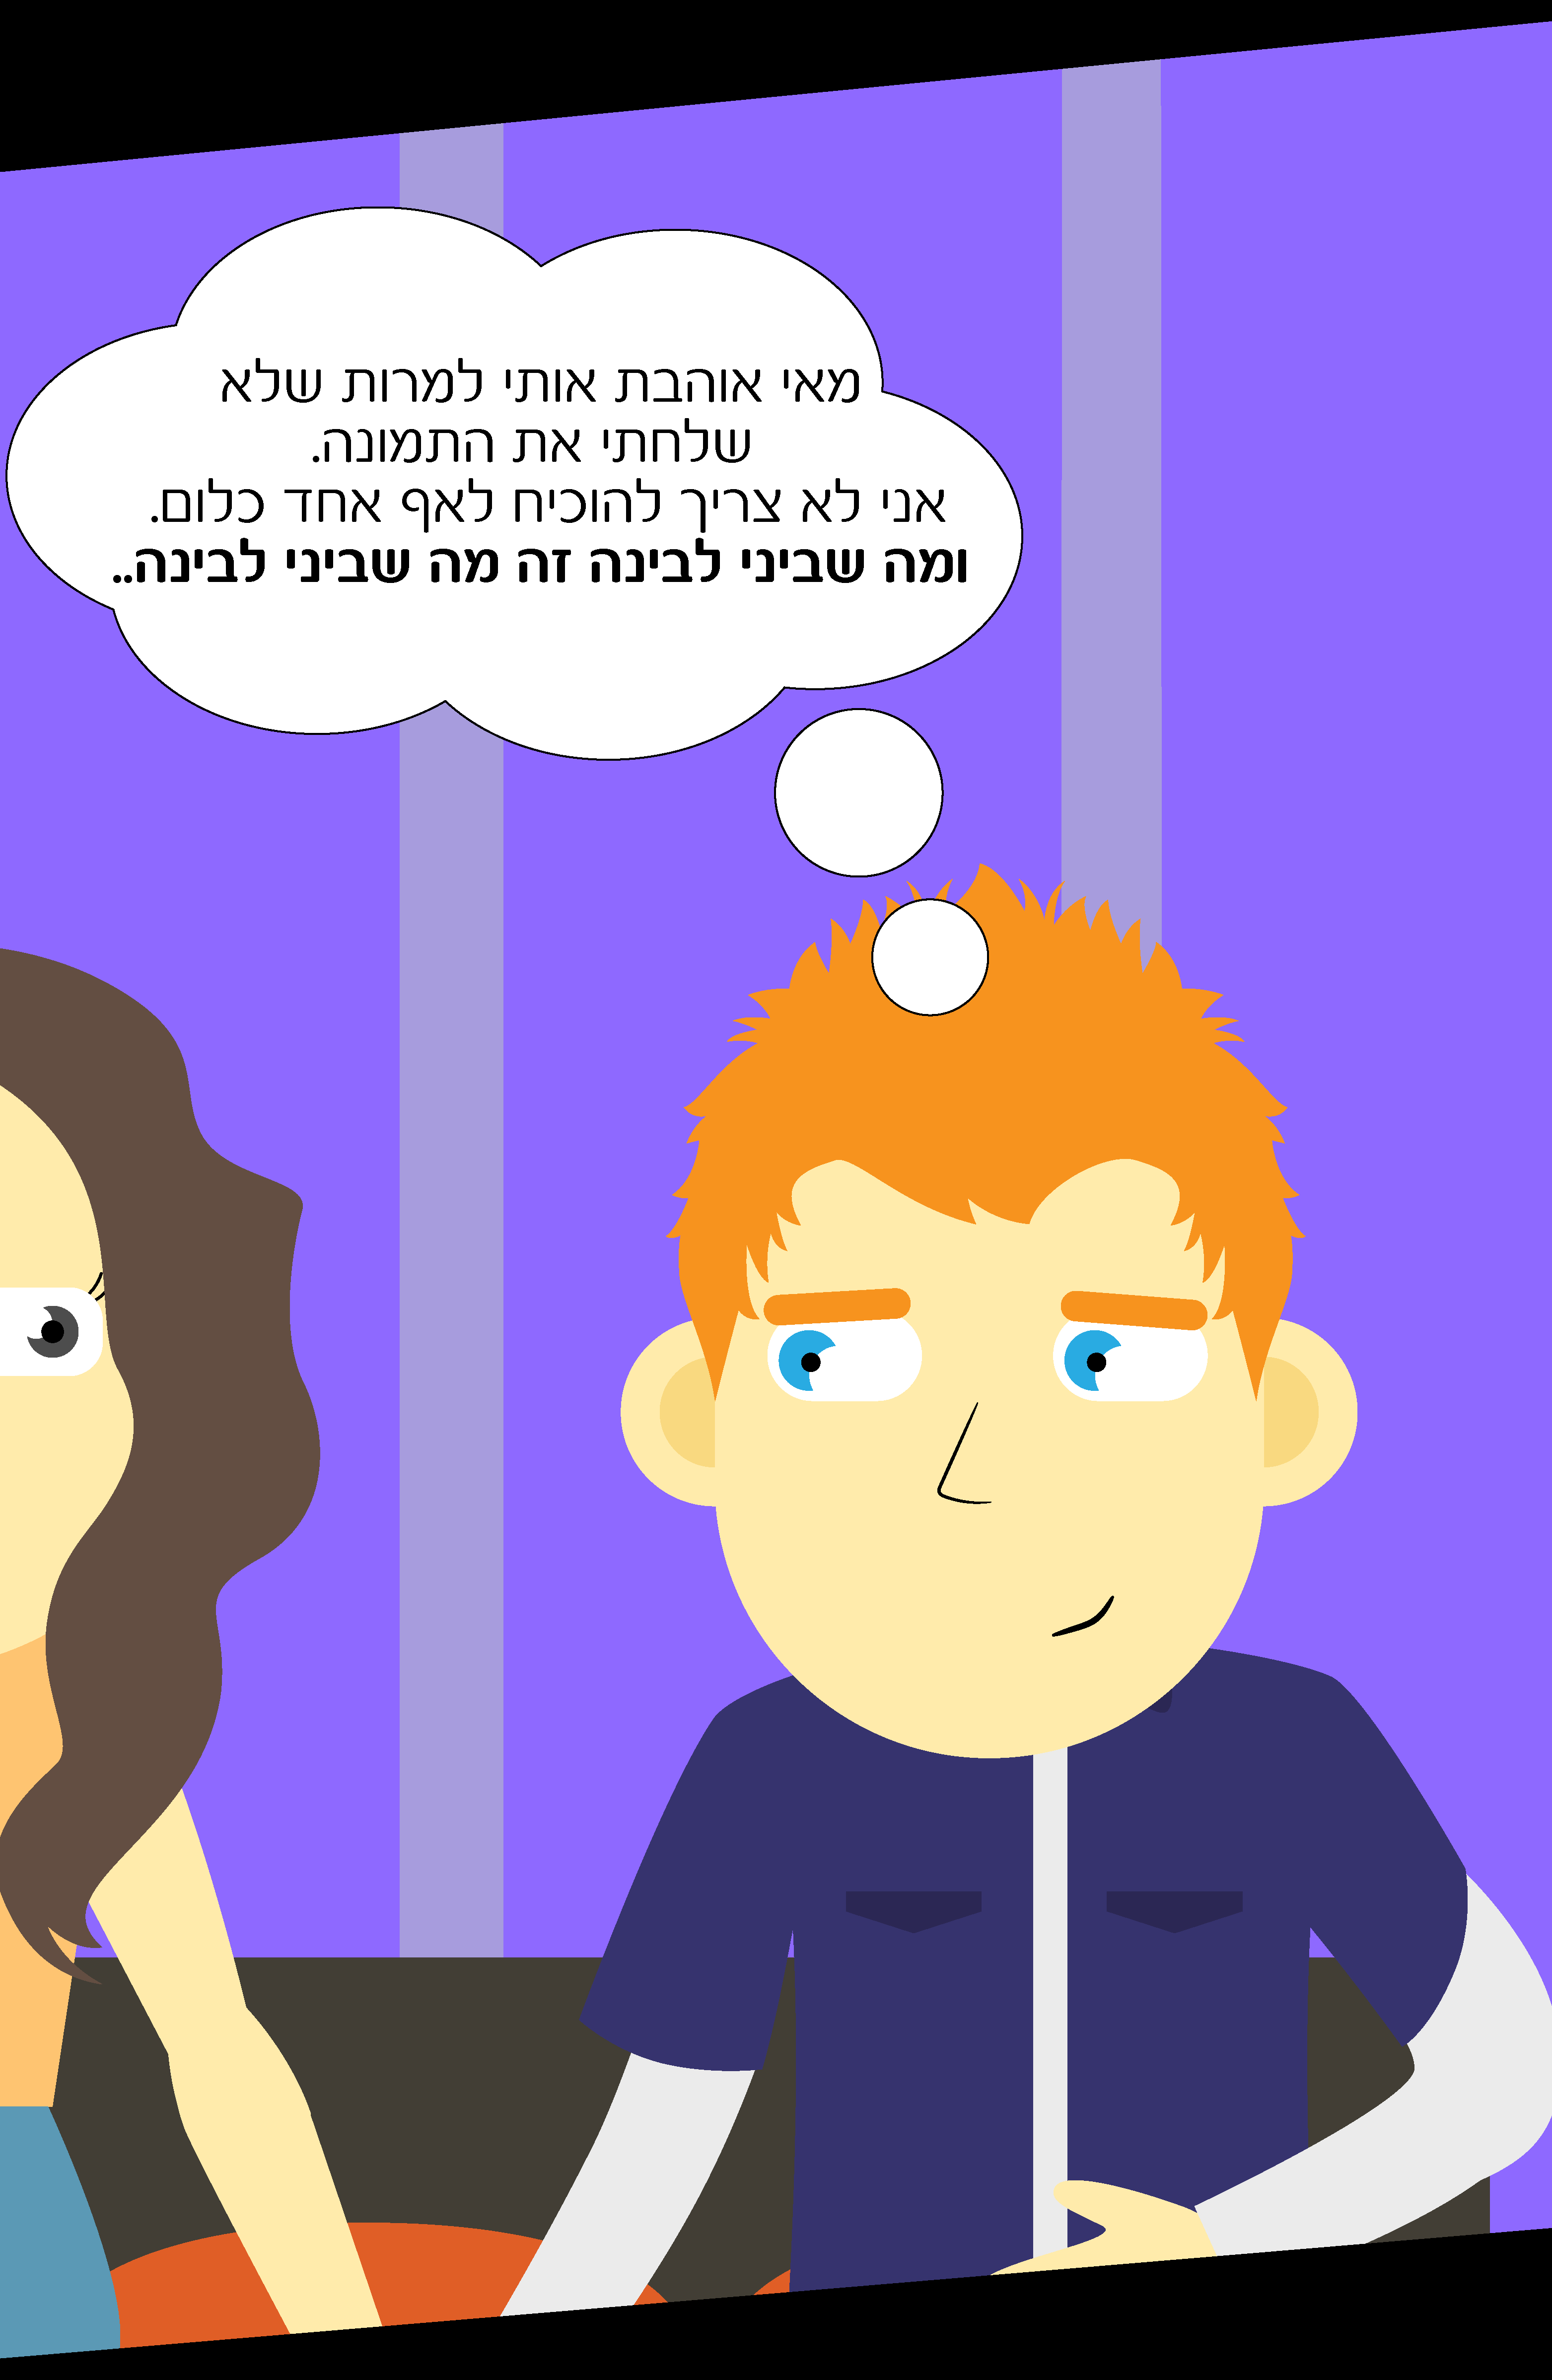 מאי אוהבת אותי למרות שלא
שלחתי את התמונה.
אני לא צריך להוכיח לאף אחד כלום.
ומה שביני לבינה זה מה שביני לבינה..